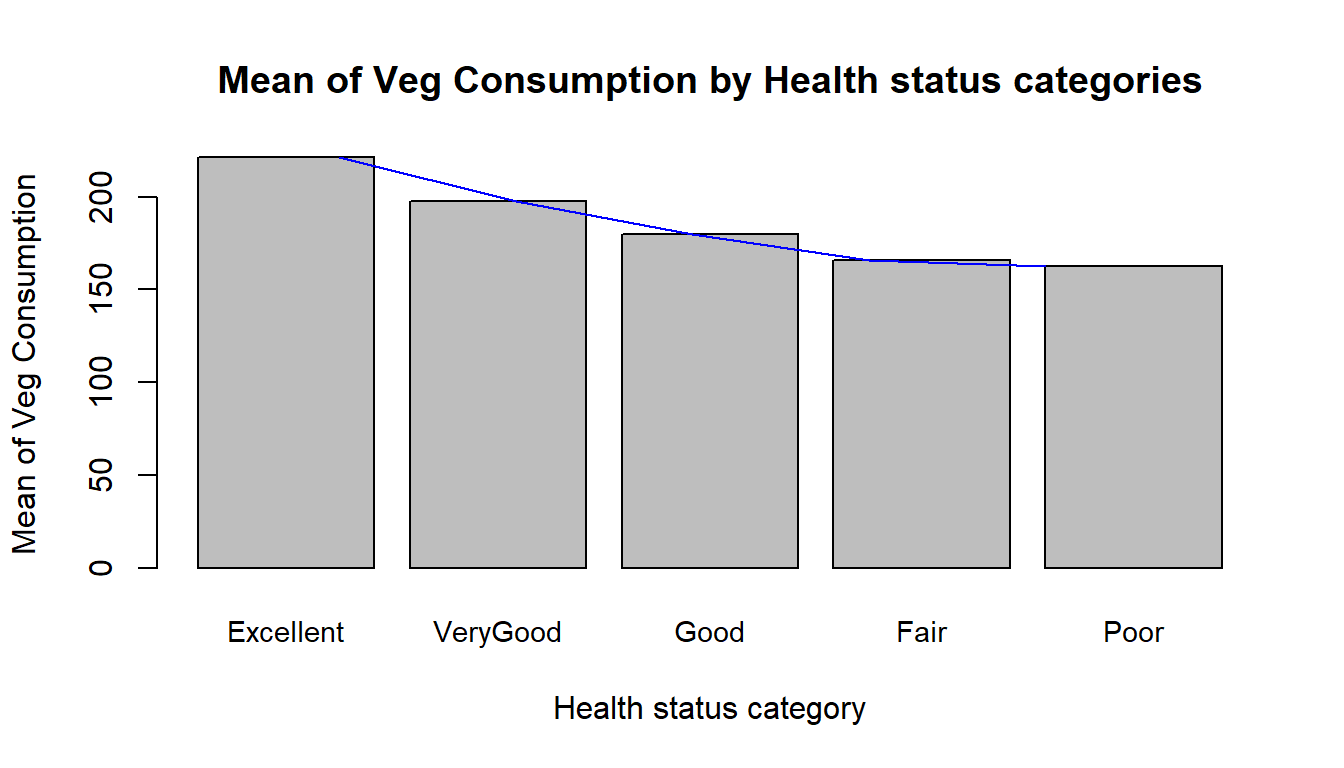 Mean of Veg Consumption by Health status categories
Mean of Veg Consumption
200
150
100
50
0
Excellent VeryGood Good Fair Poor
Health status category